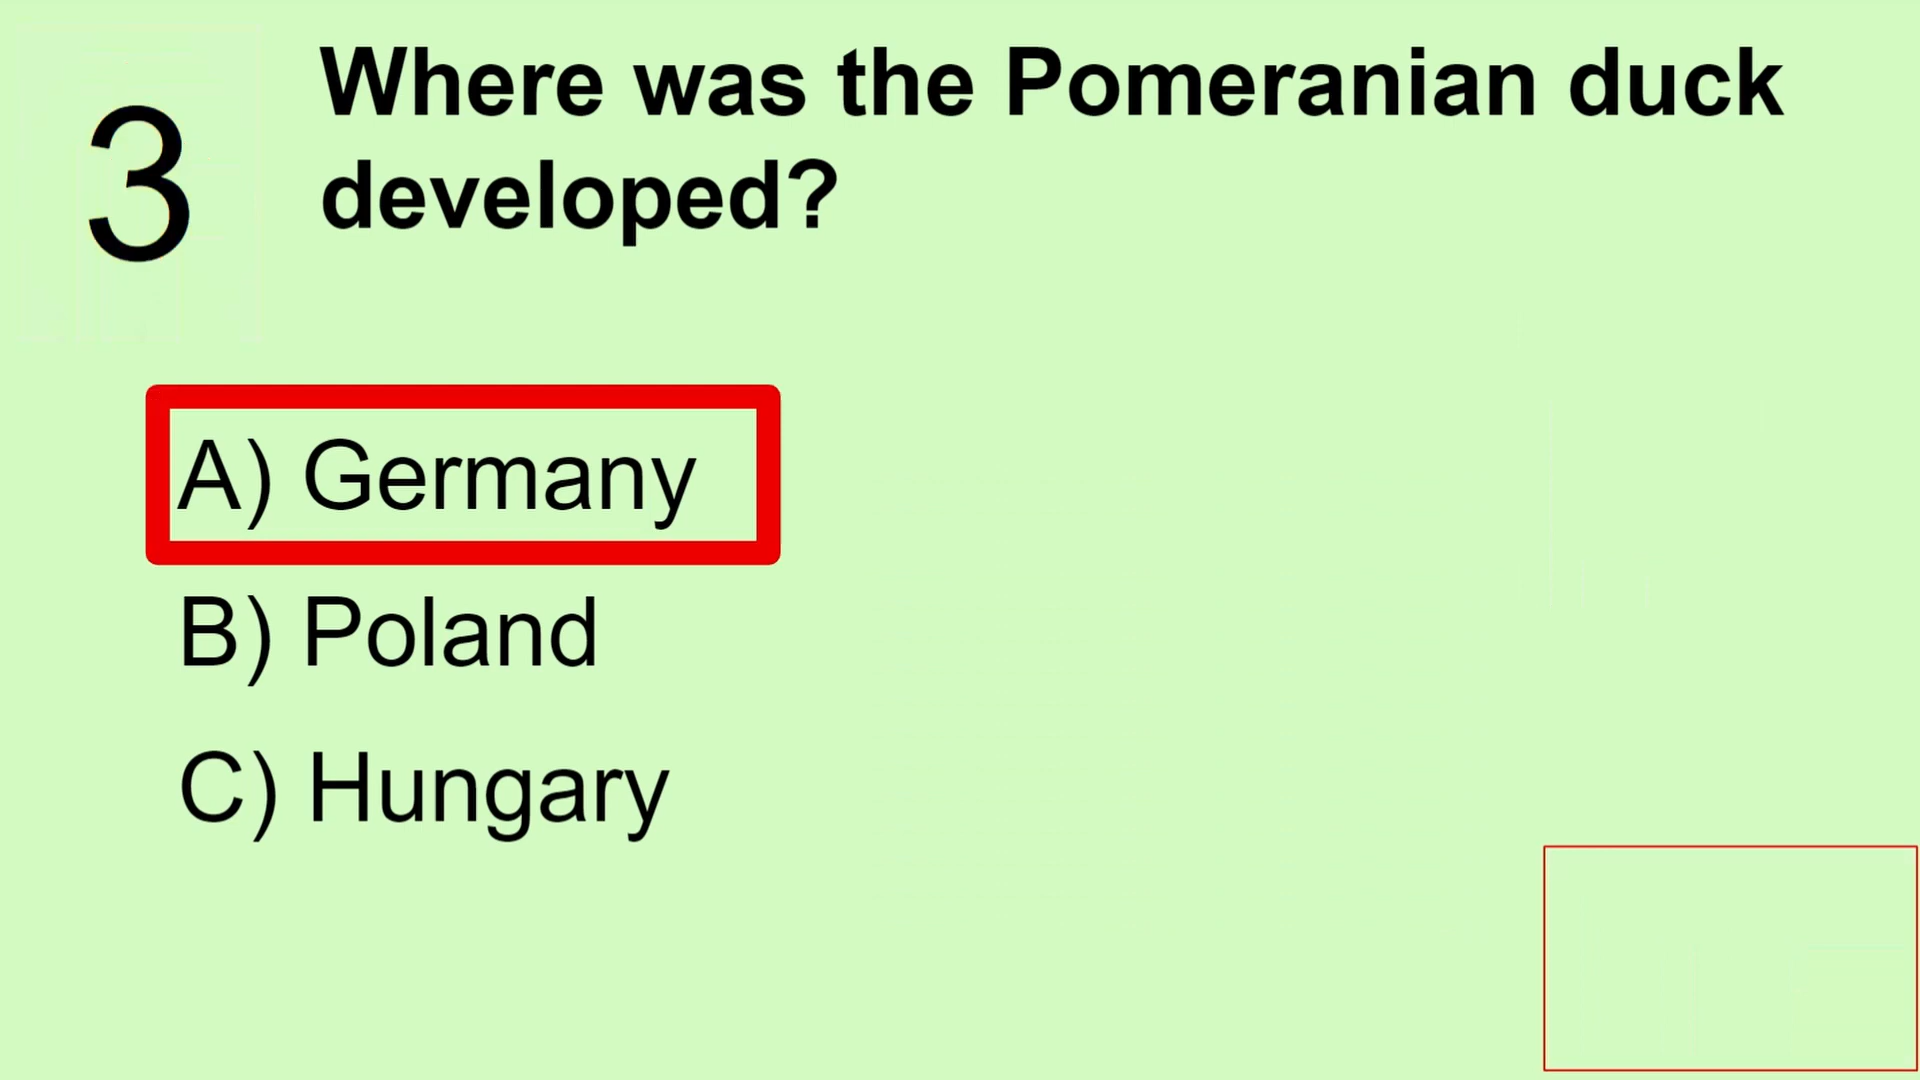 3
Where was the Pomeranian duck
developed?
A) Germany
B) Poland
C) Hungary